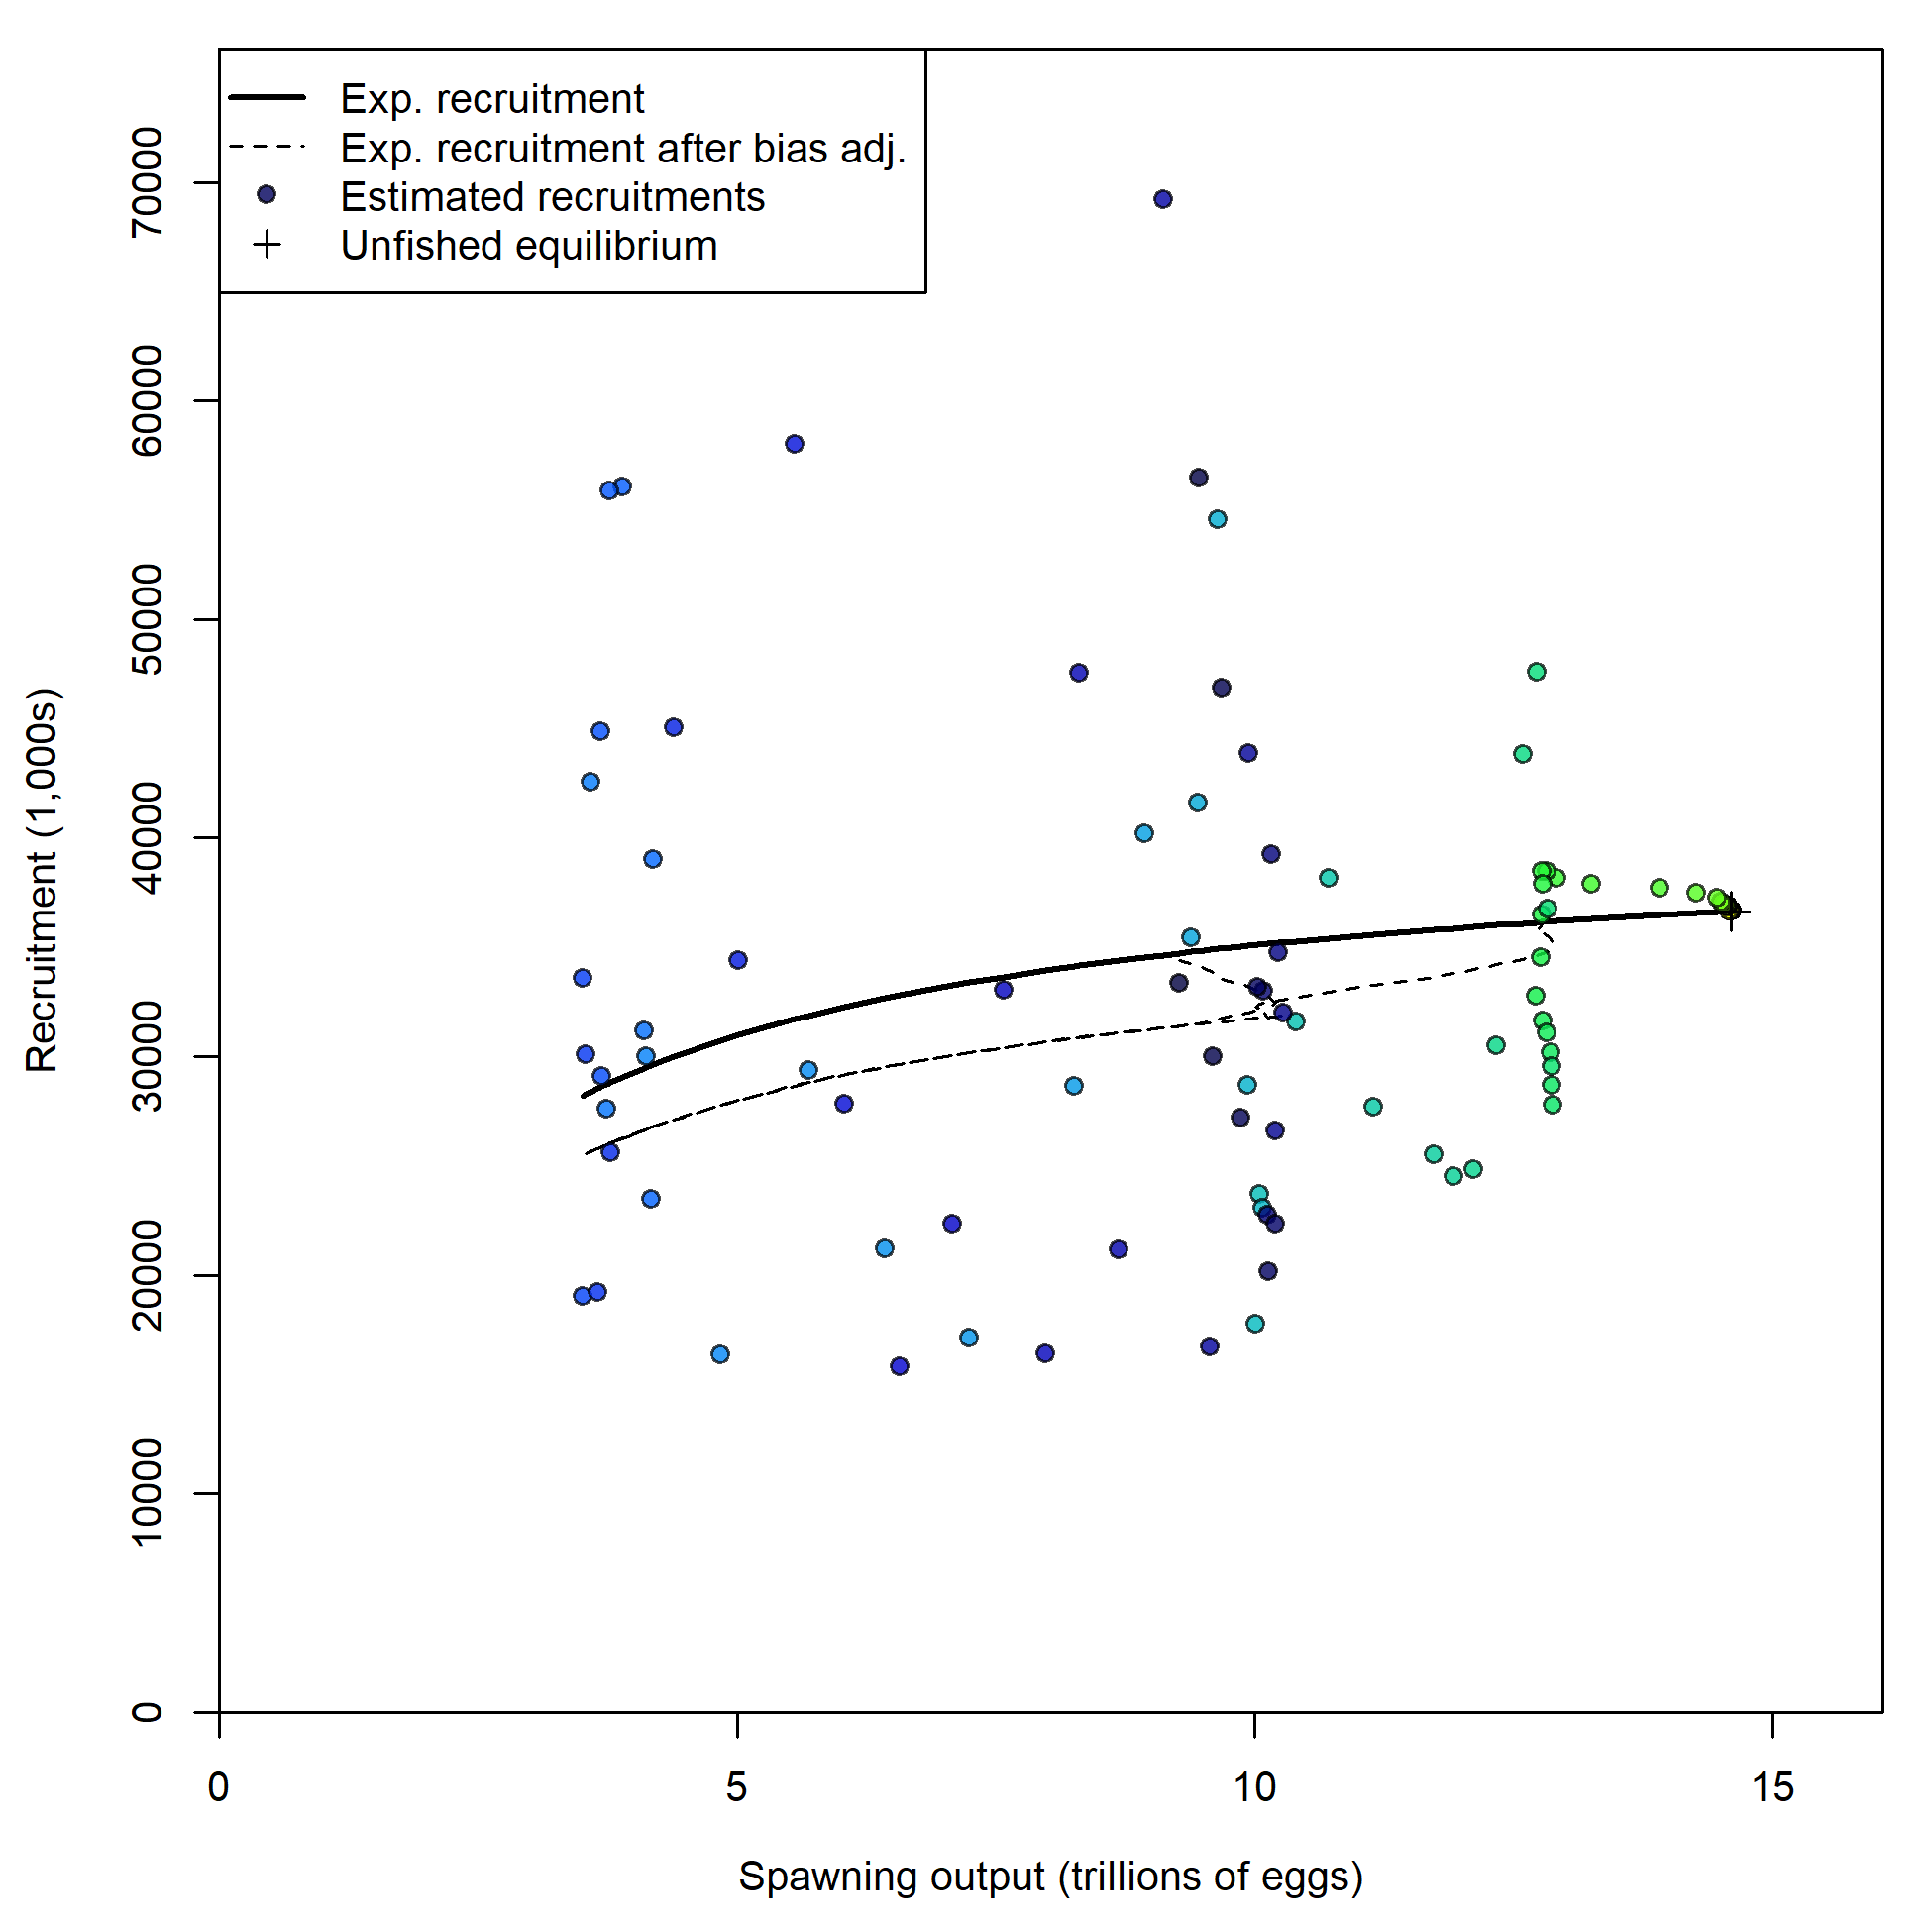 Exp. recruitment
Exp. recruitment after bias adj.
Estimated recruitments
Unfished equilibrium
Recruitment (1,000s)
70000
60000
50000
40000
30000
20000
10000
0
0 5 10 15
Spawning output (trillions of eggs)